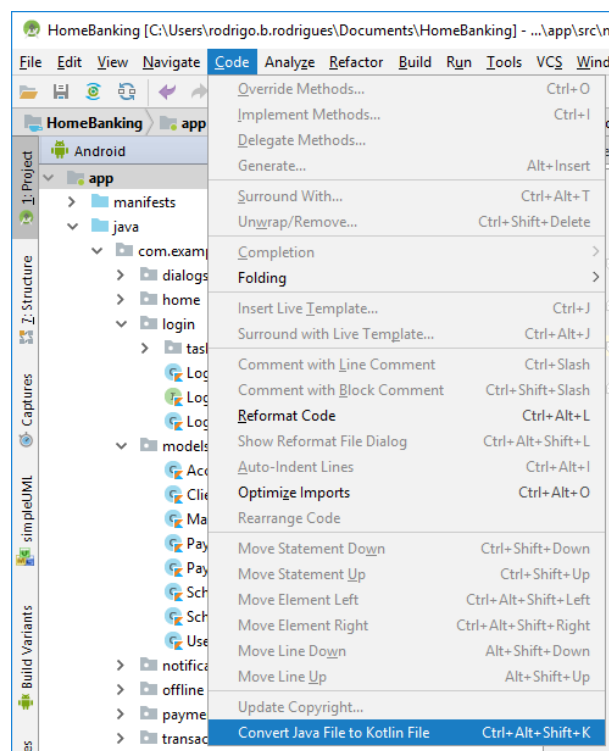 HomeBanking [C:\Users\rodrigo.b.rodrigues\Documents\HomeBanking] - ...\app\src\
File Edit View Navigate Code Analyze Refactor Build Run Tools VCS
HomeBanking app
1: Project
Android
app
manifests
java
dialogs
home
login
models
offline
Z: Structure
Captures
simpleUML
Build Variants
Override Methods... Ctrl+O
Implement Methods... Ctrl+I
Delegate Methods...
Generate... Alt+Insert
Surround With... Ctrl+Alt+T
Unwrap/Remove... Ctrl+Shift+Delete
Completion
Folding
Insert Live Template... Ctrl+J
Surround with Live Template... Ctrl+Alt+J
Comment with Line Comment Ctrl+Slash
Comment with Block Comment Ctrl+Shift+Slash
Reformat Code Ctrl+Alt+L
Show Reformat File Dialog Ctrl+Alt+Shift+L
Auto-Indent Lines Ctrl+Alt+I
Optimize Imports Ctrl+Alt+O
Rearrange Code
Move Statement Down Ctrl+Shift+Down
Move Statement Up Ctrl+Shift+Up
Move Element Left Ctrl+Alt+Shift+Left
Move Element Right Ctrl+Alt+Shift+Right
Move Line Down Alt+Shift+Down
Move Line Up Alt+Shift+Up
Update Copyright...
Convert Java File to Kotlin File Ctrl+Alt+Shift+K